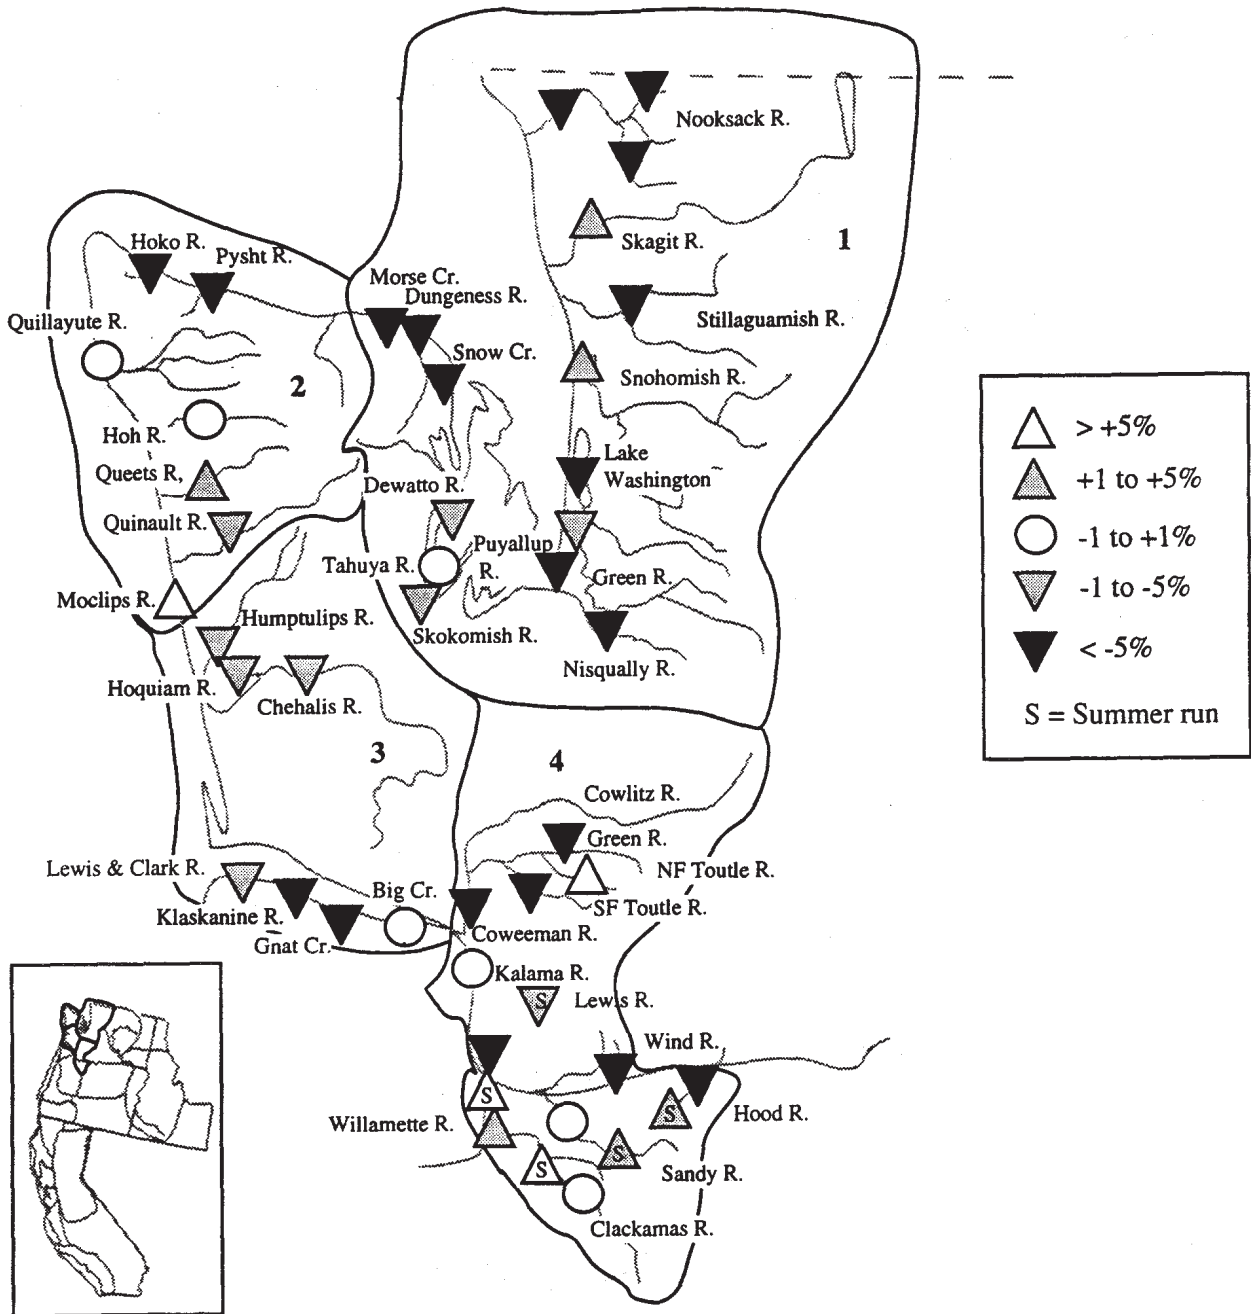 Nooksack R.
Skagit R.
1
Hoko R.
Pysht R.
Morse Cr.
Dungeness R.
Quillayute R.
Stillaguamish R.
Snow Cr.
Snohomish R.
2
Hoh R.
Queets R,
Lake
Washington
Dewatto R.
Quinault R.
Puyallup
R.
Tahuya R.
Green R.
Moclips R.
Humptulips R.
Skokomish R.
Nisqually R.
Hoquiam R.
Chehalis R.
3
4
Cowlitz R.
Green R.
Lewis & Clark R.
NF Toutle R.
Big Cr.
SF Toutle R.
Klaskanine R.
Gnat Cr.
Coweeman R.
Kalama R.
S
Lewis R.
Wind R.
S
S
Hood R.
Willamette R.
S
S
Sandy R.
Clackamas R.
> +5%
+1 to +5%
-1 to +1%
-1 to -5%
< -5%
S = Summer run